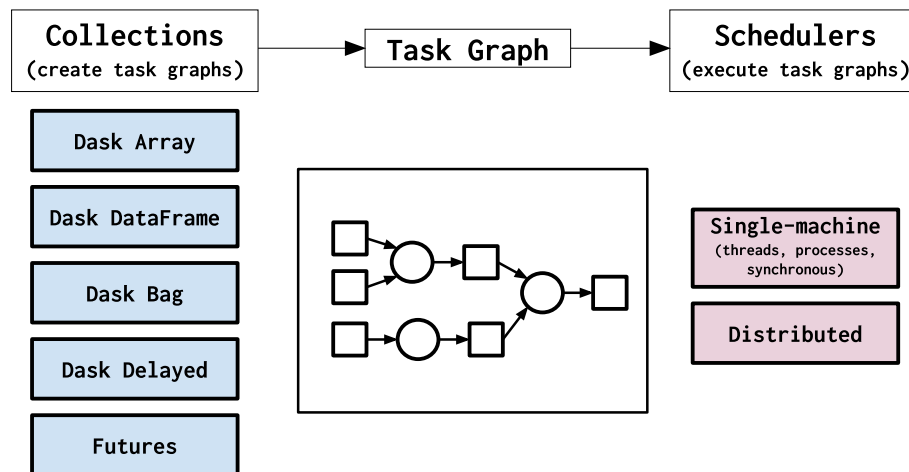 Collections
(create task graphs)
Task Graph
Schedulers
(execute task graphs)
Dask Array
Dask DataFrame
Dask Bag
Dask Delayed
Futures
Single-machine
(threads, processes,
synchronous)
Distributed